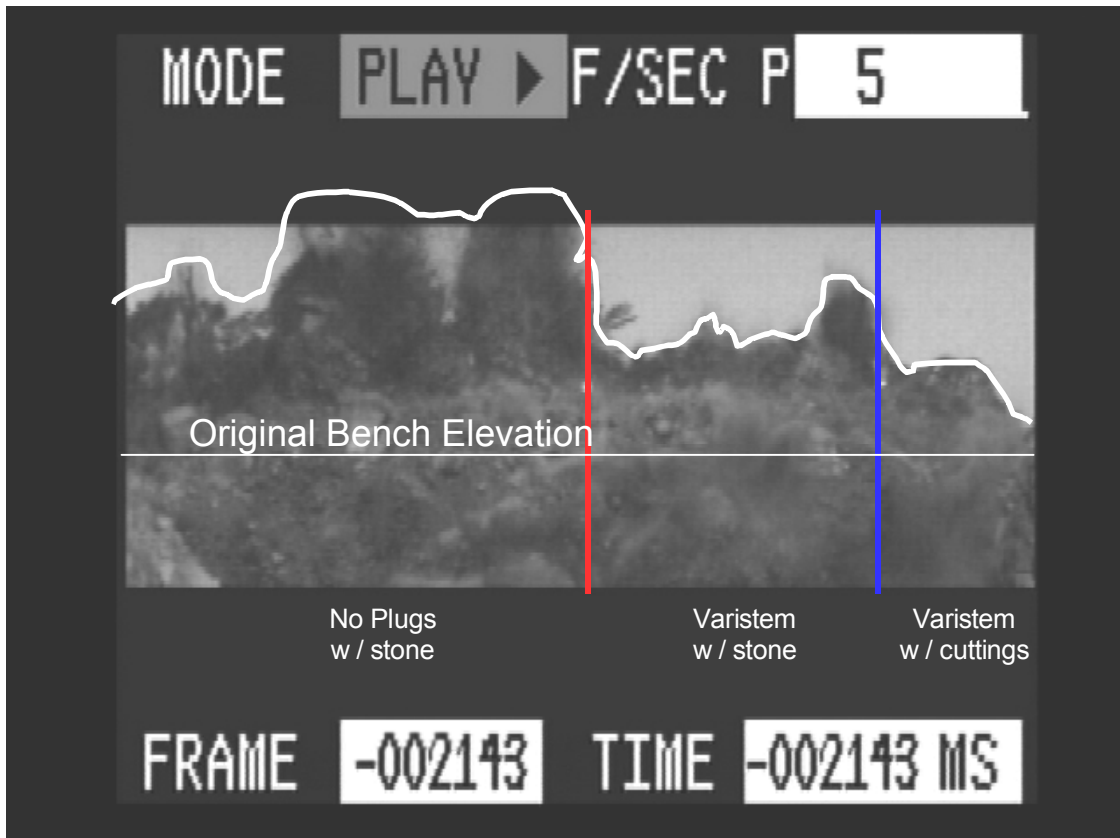 MODE PLAY ▶ F/SEC P 5
Original Bench Elevation
No Plugs
w / stone
Varistem
w / stone
Varistem
w / cuttings
FRAME -002143 TIME -002143 MS